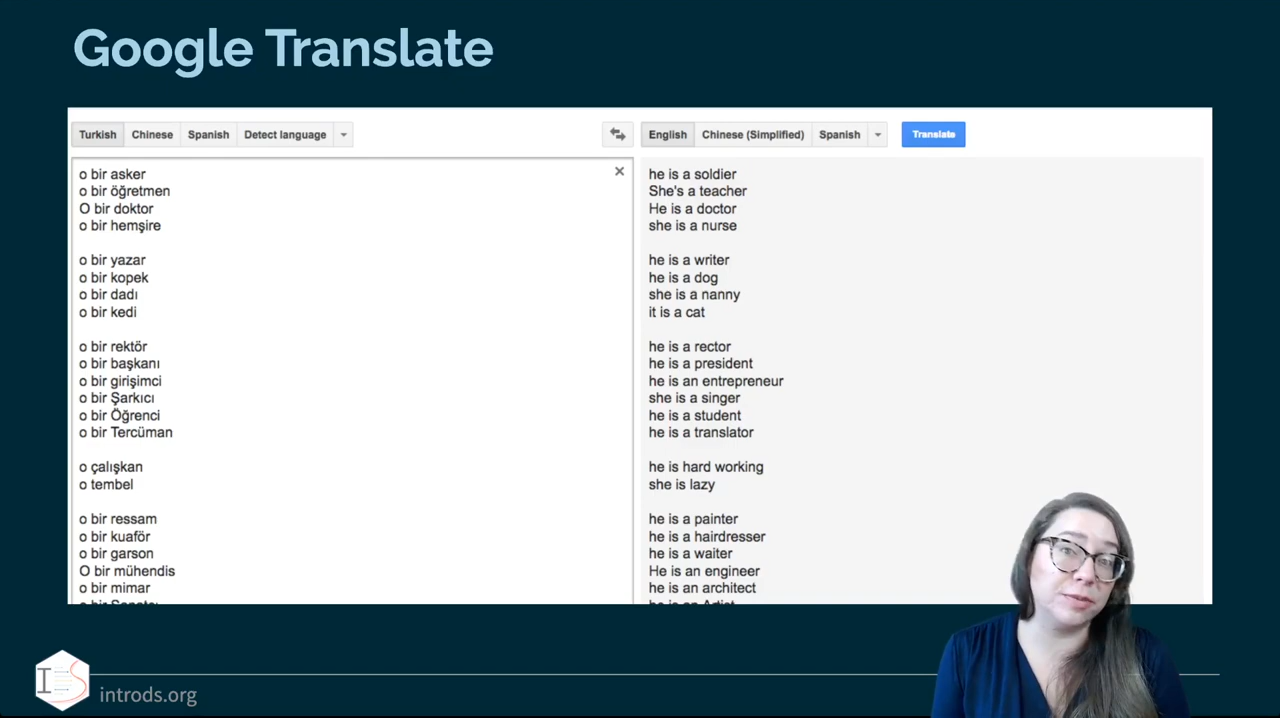 Google Translate
Turkish Chinese Spanish Detect language
English Chinese (Simplified) Spanish Translate
o bir asker
o bir öğretmen
O bir doktor
o bir hemşire
o bir yazar
o bir kopek
o bir dadı
o bir kedi
o bir rektör
o bir başkanı
o bir girişimci
o bir Şarkıcı
o bir Öğrenci
o bir Tercüman
o çalışkan
o tembel
o bir ressam
o bir kuaför
o bir garson
O bir mühendis
o bir mimar
he is a soldier
She's a teacher
He is a doctor
she is a nurse
he is a writer
he is a dog
she is a nanny
it is a cat
he is a rector
he is a president
he is an entrepreneur
she is a singer
he is a student
he is a translator
he is hard working
she is lazy
he is a painter
he is a hairdresser
he is a waiter
He is an engineer
he is an architect
introds.org